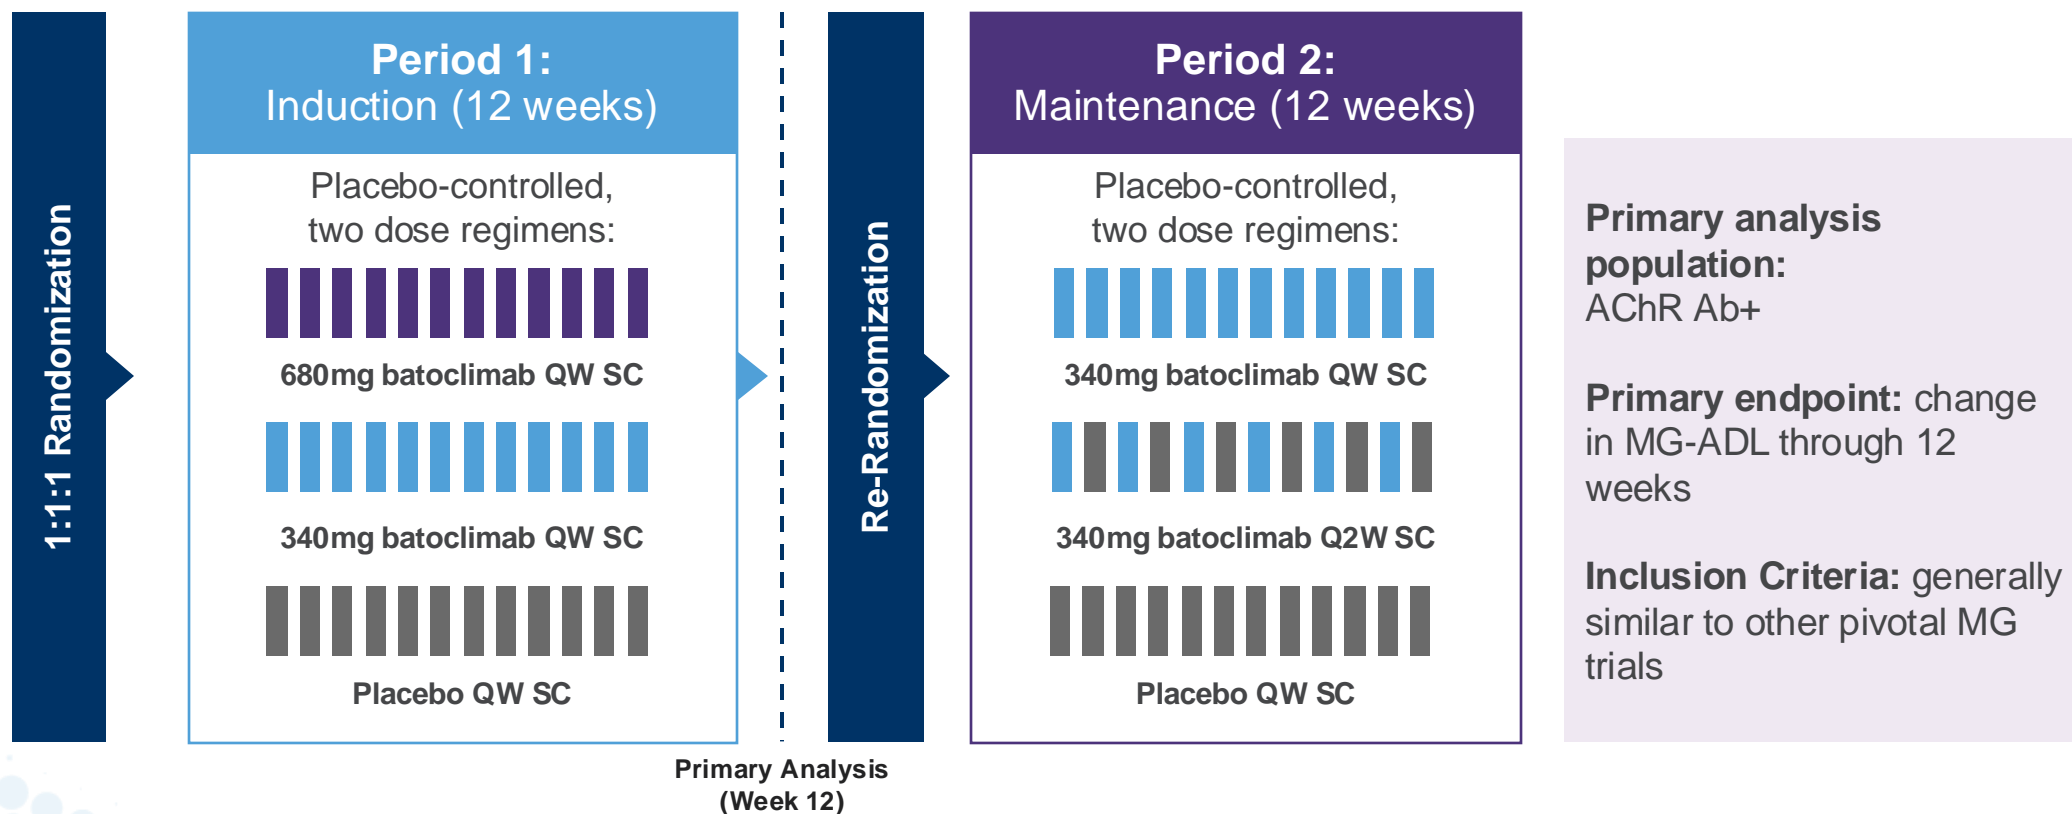 1:1:1 Randomization
Period 1:
Induction (12 weeks)
Placebo-controlled,
two dose regimens:
680mg batoclimab QW SC
340mg batoclimab QW SC
Placebo QW SC
Primary Analysis
(Week 12)
Re-Randomization
Period 2:
Maintenance (12 weeks)
Placebo-controlled,
two dose regimens:
340mg batoclimab QW SC
340mg batoclimab Q2W SC
Placebo QW SC
Primary analysis
population:
AChR Ab+
Primary endpoint: change
in MG-ADL through 12
weeks
Inclusion Criteria: generally
similar to other pivotal MG
trials